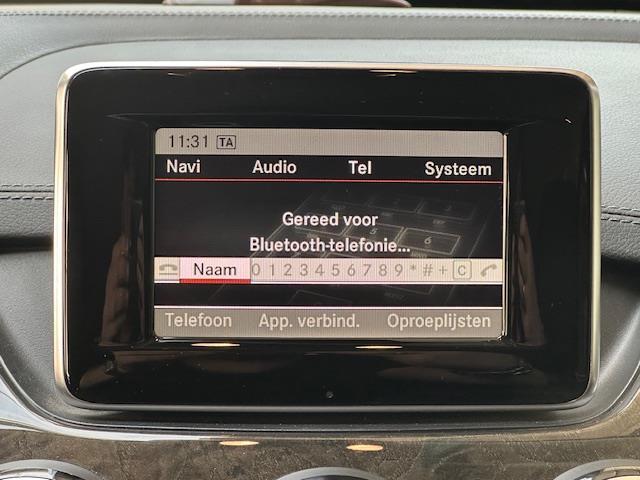 11:31 TA
Navi Audio Tel Systeem
Gereed voor
Bluetooth-telefonie...
Naam 0 1 2 3 4 5 6 7 8 9 * # + C
Telefoon App. verbind. Oproeplijsten